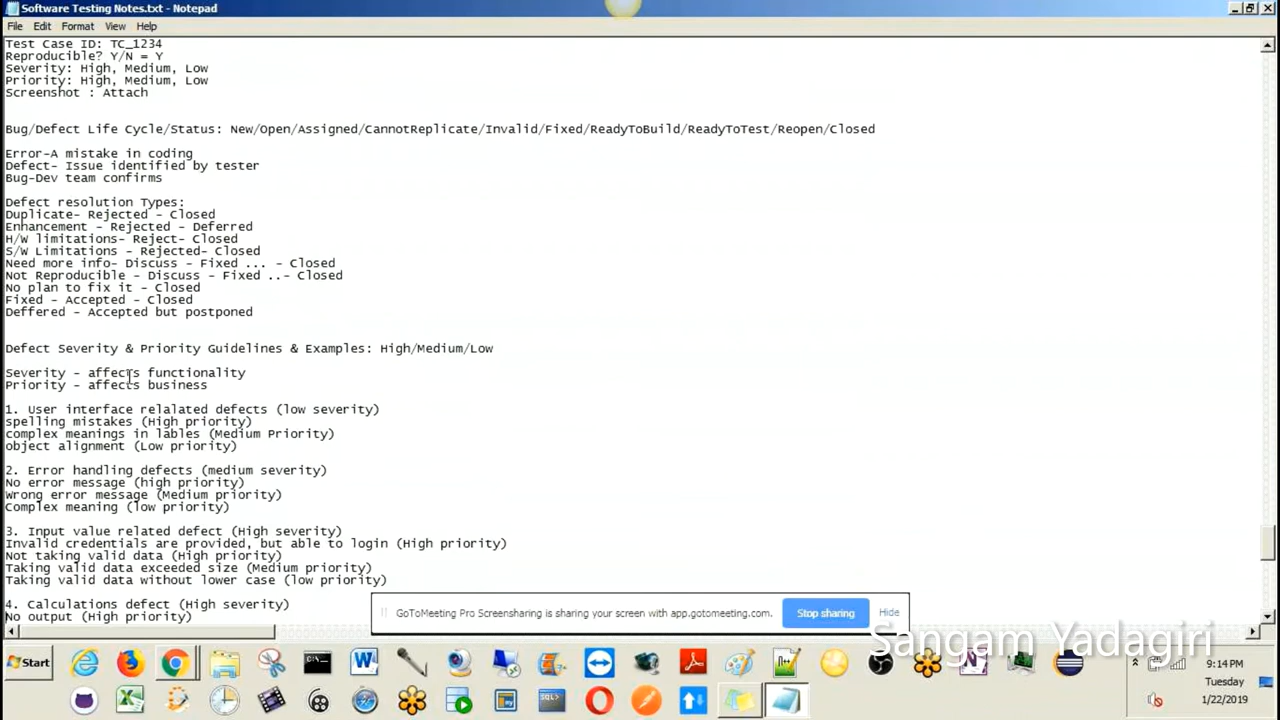 Software Testing Notes.txt - Notepad
File Edit Format View Help
Test Case ID: TC_1234
Reproducible? Y/N = Y
Severity: High, Medium, Low
Priority: High, Medium, Low
Screenshot : Attach
Bug/Defect Life Cycle/Status: New/Open/Assigned/CannotReplicate/Invalid/Fixed/ReadyToBuild/ReadyToTest/Reopen/Closed
Error-A mistake in coding
Defect- Issue identified by tester
Bug-Dev team confirms
Defect resolution Types:
Duplicate- Rejected - Closed
Enhancement - Rejected - Deferred
H/W limitations- Reject- Closed
S/W Limitations - Rejected- Closed
Need more info- Discuss - Fixed ... - Closed
Not Reproducible - Discuss - Fixed ..- Closed
No plan to fix it - Closed
Fixed - Accepted - Closed
Deffered - Accepted but postponed
Defect Severity & Priority Guidelines & Examples: High/Medium/Low
Severity - affects functionality
Priority - affects business
1. User interface relalated defects (low severity)
spelling mistakes (High priority)
complex meanings in lables (Medium Priority)
object alignment (Low priority)
2. Error handling defects (medium severity)
No error message (high priority)
Wrong error message (Medium priority)
Complex meaning (low priority)
3. Input value related defect (High severity)
Invalid credentials are provided, but able to login (High priority)
Not taking valid data (High priority)
Taking valid data exceeded size (Medium priority)
Taking valid data without lower case (low priority)
4. Calculations defect (High severity)
No output (High priority)
GoToMeeting Pro Screensharing is sharing your screen with app.gotomeeting.com. Stop sharing Hide
Sangam Yadagiri
Start
9:14 PM
Tuesday
1/22/2019